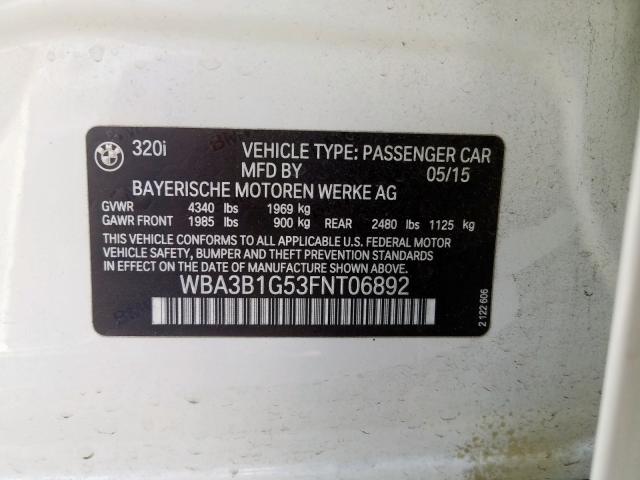 320i VEHICLE TYPE: PASSENGER CAR
MFD BY 05/15
BAYERISCHE MOTOREN WERKE AG
GVWR 4340 lbs 1969 kg
GAWR FRONT 1985 lbs 900 kg REAR 2480 lbs 1125 kg
THIS VEHICLE CONFORMS TO ALL APPLICABLE U.S. FEDERAL MOTOR
VEHICLE SAFETY, BUMPER AND THEFT PREVENTION STANDARDS IN
EFFECT ON THE DATE OF MANUFACTURE SHOWN ABOVE.
WBA3B1G53FNT06892
2 122 606